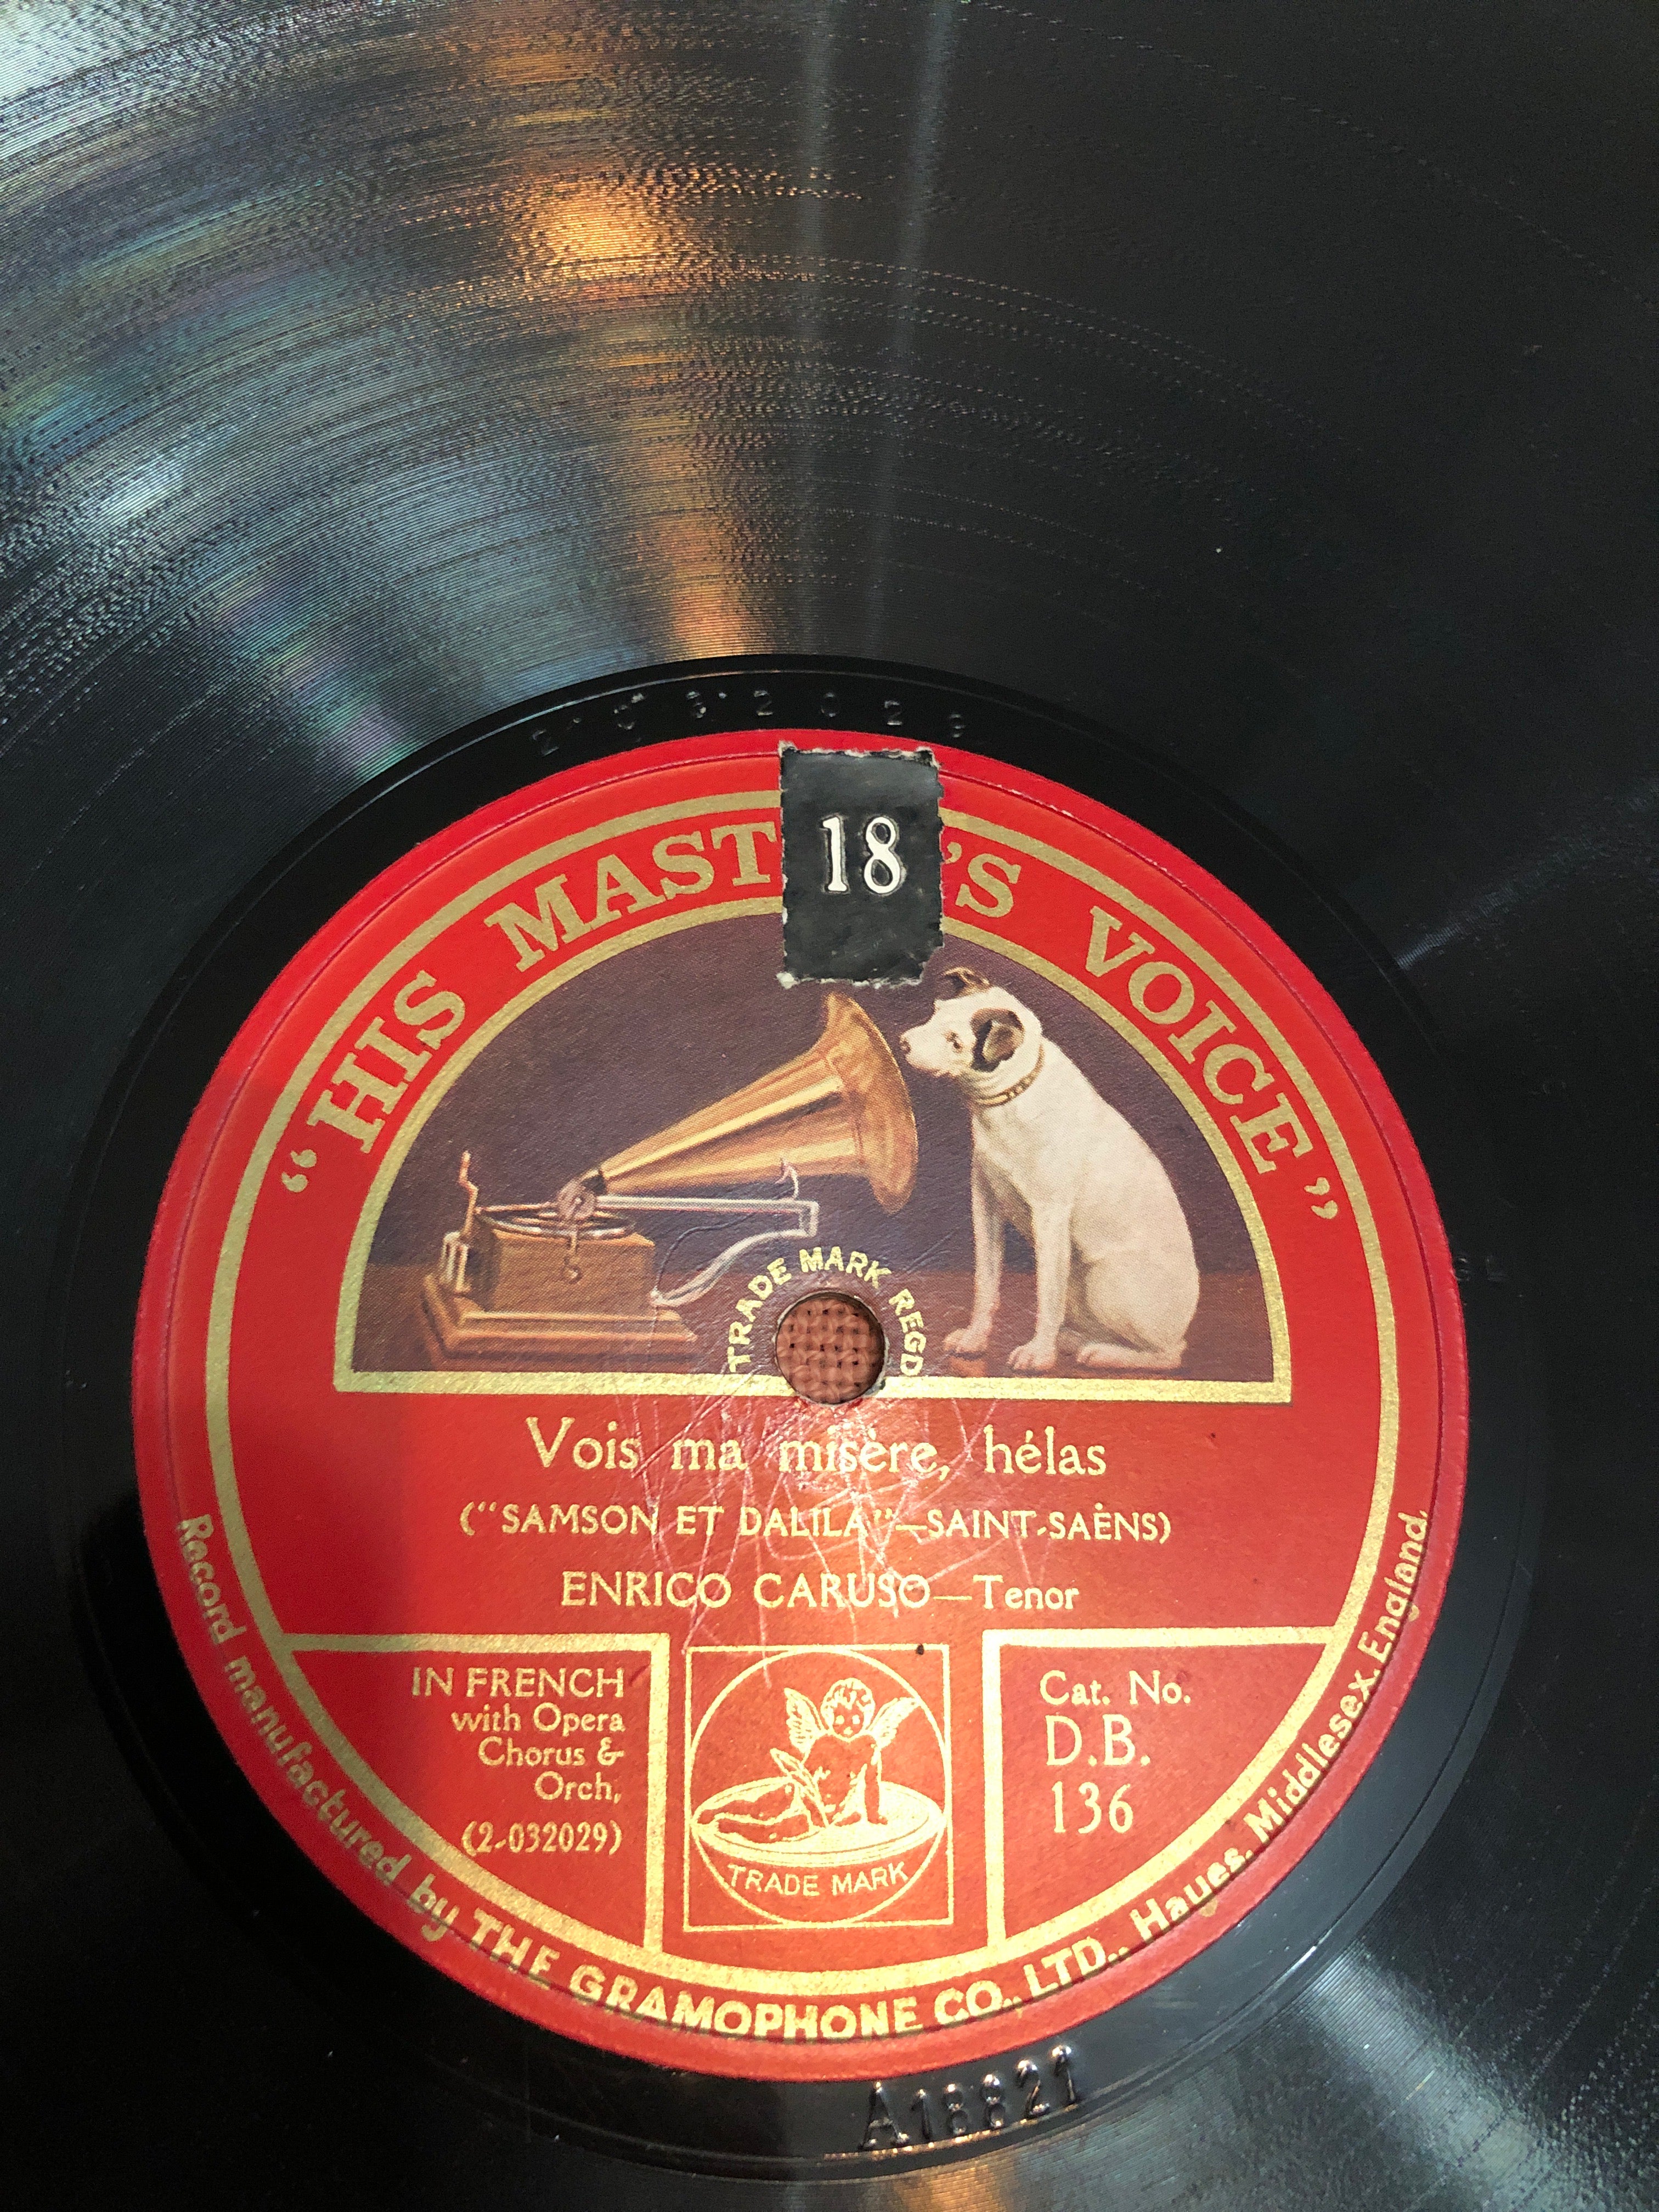 2-032029
18
“HIS MAST 'S VOICE”
TRADE MARK REGD
Vois ma misère, hélas
(“SAMSON ET DALILA”—SAINT-SAËNS)
ENRICO CARUSO—Tenor
IN FRENCH
with Opera
Chorus &
Orch,
(2-032029)
TRADE MARK
Cat. No.
D.B.
136
Record manufactured by THE GRAMOPHONE CO., LTD., Hayes, Middlesex, England.
A18821